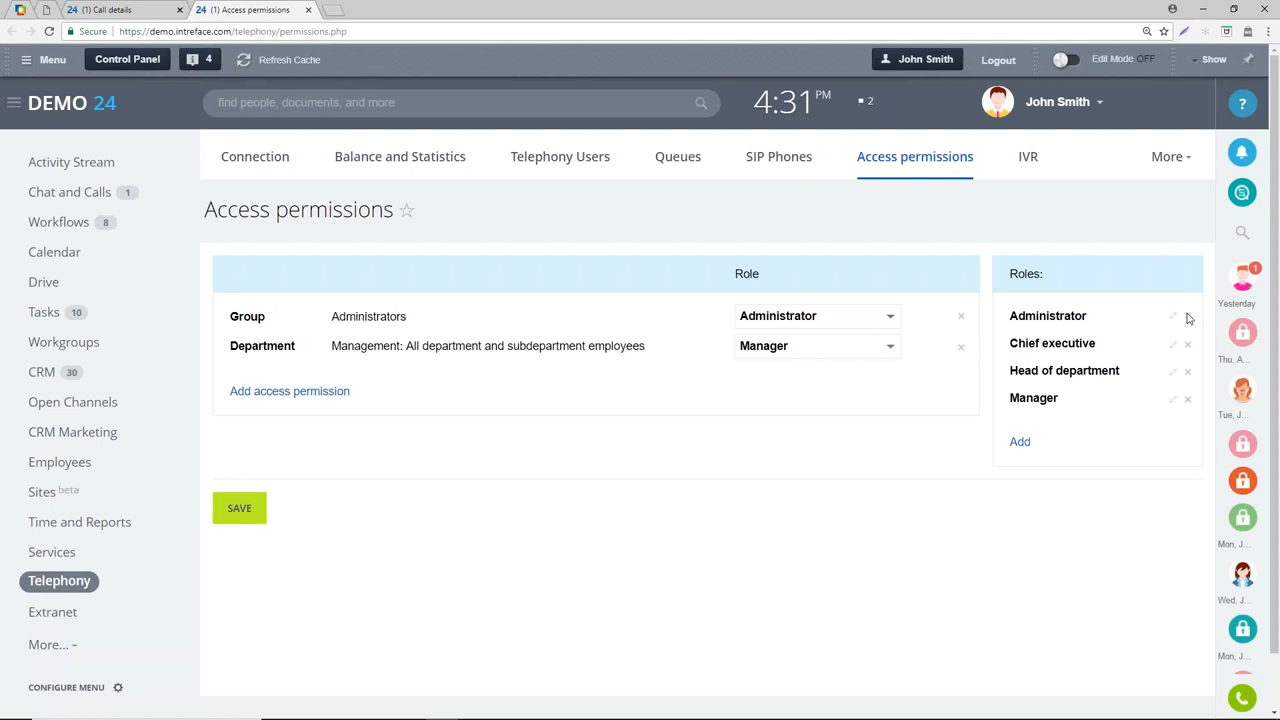 24 (1) Call details
24 (1) Access permissions
Secure https://demo.intreface.com/telephony/permissions.php
Menu Control Panel 4 Refresh Cache John Smith Logout Edit Mode OFF Show
DEMO 24 find people, documents, and more 4:31 PM 2 John Smith ?
Activity Stream
Chat and Calls 1
Workflows 8
Calendar
Drive
Tasks 10
Workgroups
CRM 30
Open Channels
CRM Marketing
Employees
Sites beta
Time and Reports
Services
Telephony
Extranet
More...
CONFIGURE MENU
Connection Balance and Statistics Telephony Users Queues SIP Phones Access permissions IVR More
Access permissions
Role
Group Administrators Administrator
Department Management: All department and subdepartment employees Manager
Add access permission
SAVE
Roles:
Administrator
Chief executive
Head of department
Manager
Add
1
Yesterday
Thu, A...
Tue, J...
Mon, J...
Wed, J...
Mon, J...